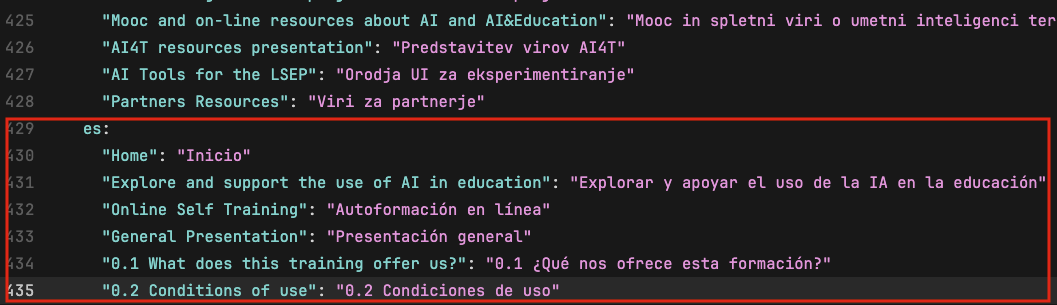 425 "Mooc and on-line resources about AI and AI&Education": "Mooc in spletni viri o umetni inteligenci ter
426 "AI4T resources presentation": "Predstavitev virov AI4T"
427 "AI Tools for the LSEP": "Orodja UI za eksperimentiranje"
428 "Partners Resources": "Viri za partnerje"
429 es:
430 "Home": "Inicio"
431 "Explore and support the use of AI in education": "Explorar y apoyar el uso de la IA en la educación"
432 "Online Self Training": "Autoformación en línea"
433 "General Presentation": "Presentación general"
434 "0.1 What does this training offer us?": "0.1 ¿Qué nos ofrece esta formación?"
435 "0.2 Conditions of use": "0.2 Condiciones de uso"